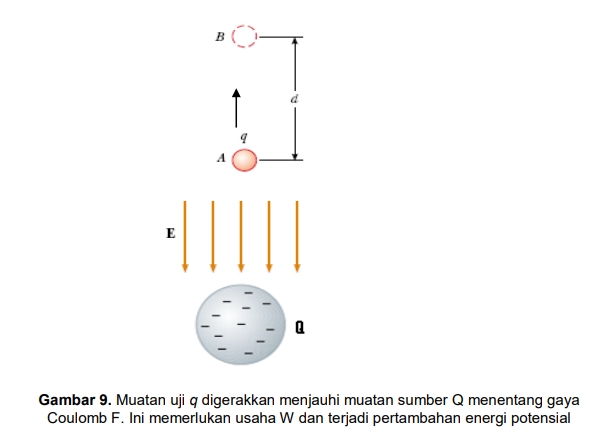 B
d
q
A
E
Q
Gambar 9. Muatan uji q digerakkan menjauhi muatan sumber Q menentang gaya
Coulomb F. Ini memerlukan usaha W dan terjadi pertambahan energi potensial